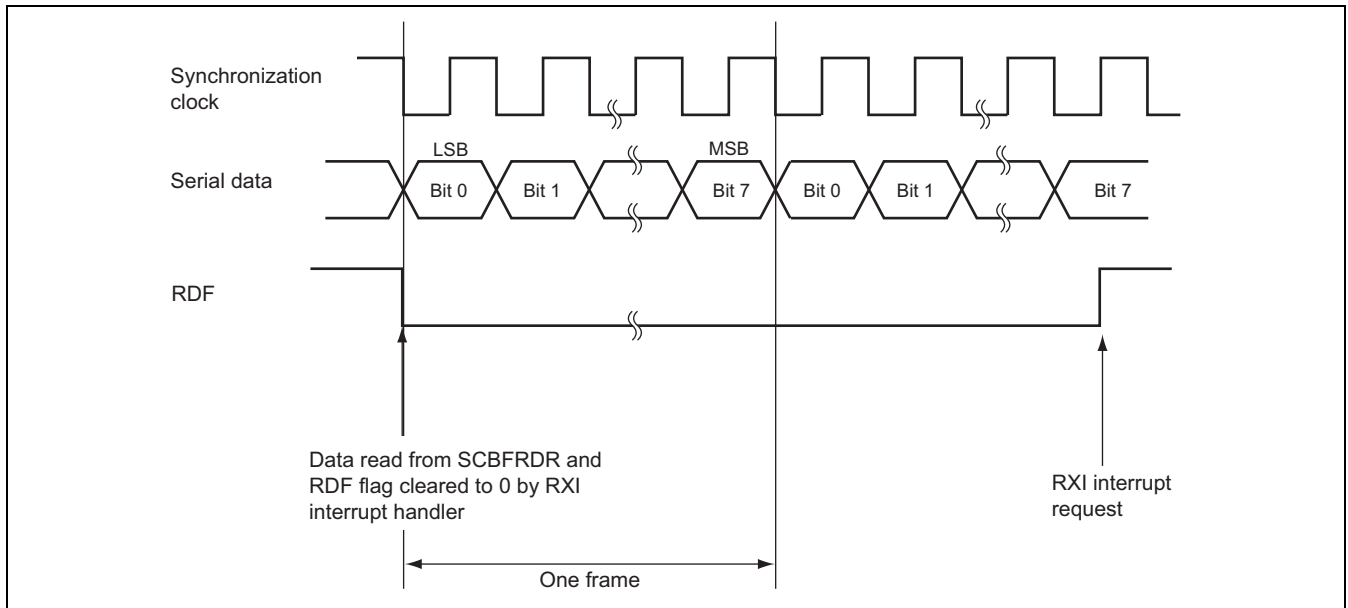 Synchronization
clock
LSB
MSB
Serial data
Bit 0
Bit 1
Bit 7
Bit 0
Bit 1
Bit 7
RDF
Data read from SCBFRDR and
RDF flag cleared to 0 by RXI
interrupt handler
RXI interrupt
request
One frame